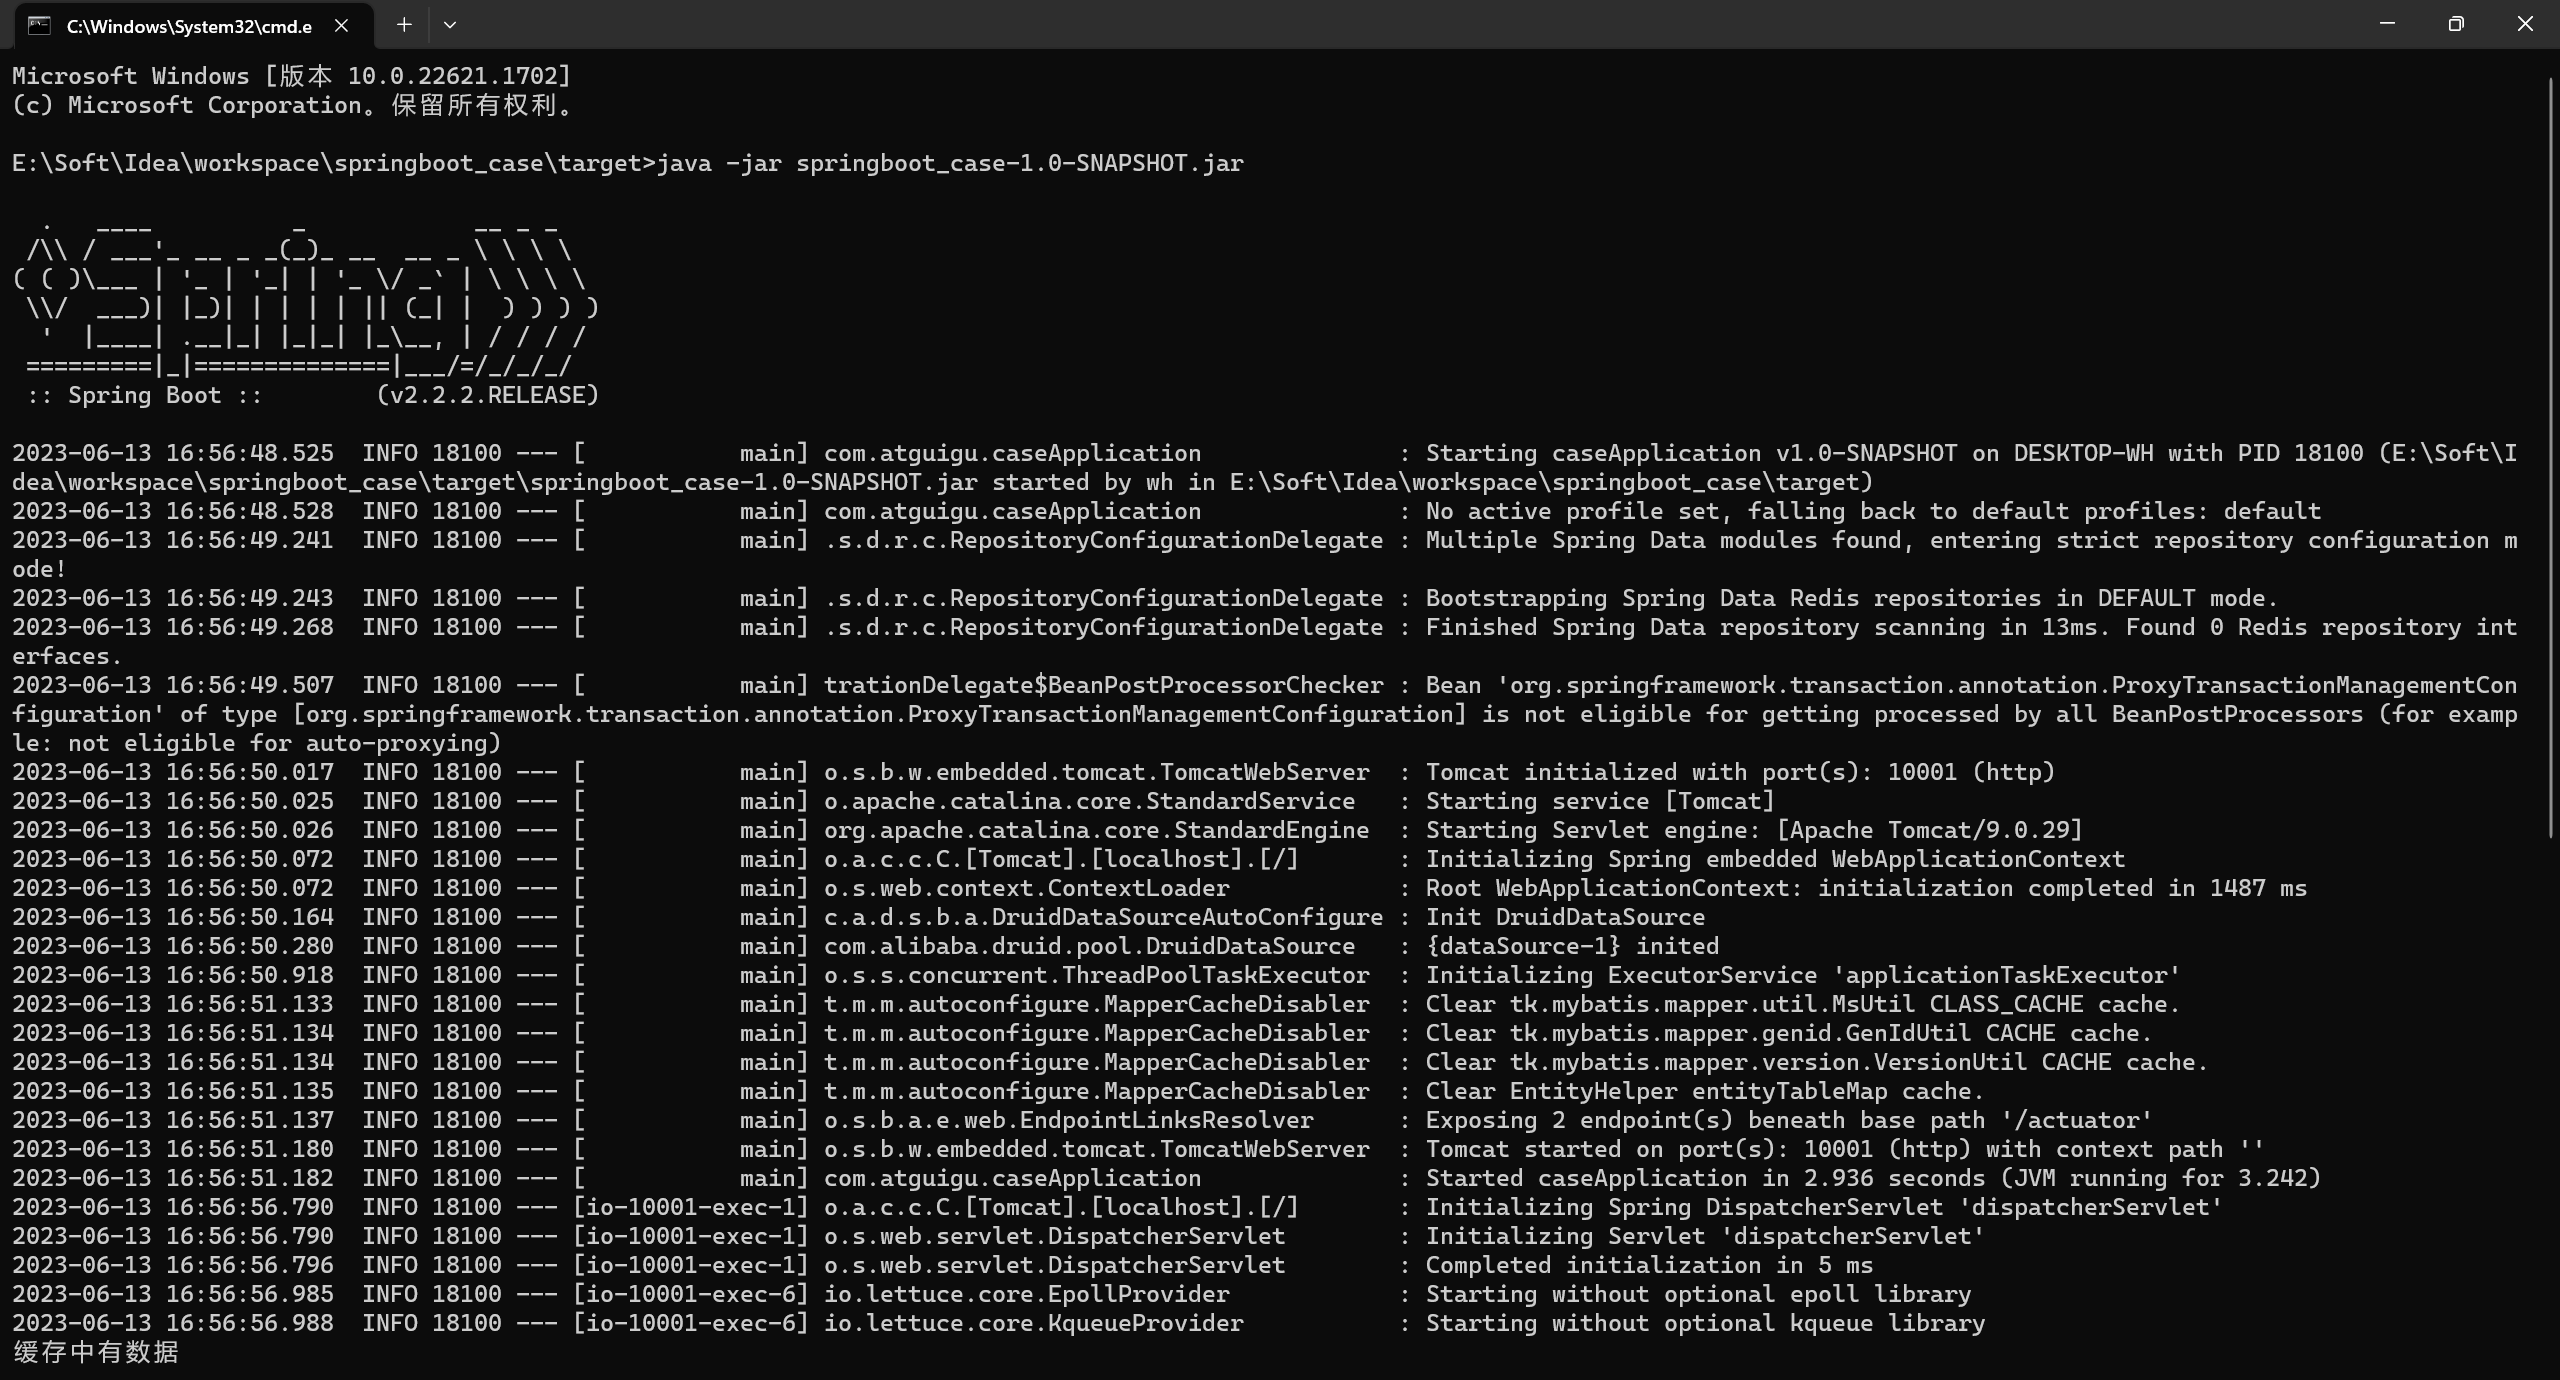 C:\Windows\System32\cmd.e
Microsoft Windows [版本 10.0.22621.1702]
(c) Microsoft Corporation。保留所有权利。
E:\Soft\Idea\workspace\springboot_case\target>java -jar springboot_case-1.0-SNAPSHOT.jar
  .   ____          _            __ _ _
 /\\ / ___'_ __ _ _(_)_ __  __ _ \ \ \ \
( ( )\___ | '_ | '_| | '_ \/ _` | \ \ \ \
 \\/  ___)| |_)| | | | | || (_| |  ) ) ) )
  '  |____| .__|_| |_|_| |_\__, | / / / /
 =========|_|==============|___/=/_/_/_/
 :: Spring Boot ::        (v2.2.2.RELEASE)
2023-06-13 16:56:48.525  INFO 18100 --- [           main] com.atguigu.caseApplication              : Starting caseApplication v1.0-SNAPSHOT on DESKTOP-WH with PID 18100 (E:\Soft\I
dea\workspace\springboot_case\target\springboot_case-1.0-SNAPSHOT.jar started by wh in E:\Soft\Idea\workspace\springboot_case\target)
2023-06-13 16:56:48.528  INFO 18100 --- [           main] com.atguigu.caseApplication              : No active profile set, falling back to default profiles: default
2023-06-13 16:56:49.241  INFO 18100 --- [           main] .s.d.r.c.RepositoryConfigurationDelegate : Multiple Spring Data modules found, entering strict repository configuration m
ode!
2023-06-13 16:56:49.243  INFO 18100 --- [           main] .s.d.r.c.RepositoryConfigurationDelegate : Bootstrapping Spring Data Redis repositories in DEFAULT mode.
2023-06-13 16:56:49.268  INFO 18100 --- [           main] .s.d.r.c.RepositoryConfigurationDelegate : Finished Spring Data repository scanning in 13ms. Found 0 Redis repository int
erfaces.
2023-06-13 16:56:49.507  INFO 18100 --- [           main] trationDelegate$BeanPostProcessorChecker : Bean 'org.springframework.transaction.annotation.ProxyTransactionManagementCon
figuration' of type [org.springframework.transaction.annotation.ProxyTransactionManagementConfiguration] is not eligible for getting processed by all BeanPostProcessors (for examp
le: not eligible for auto-proxying)
2023-06-13 16:56:50.017  INFO 18100 --- [           main] o.s.b.w.embedded.tomcat.TomcatWebServer  : Tomcat initialized with port(s): 10001 (http)
2023-06-13 16:56:50.025  INFO 18100 --- [           main] o.apache.catalina.core.StandardService   : Starting service [Tomcat]
2023-06-13 16:56:50.026  INFO 18100 --- [           main] org.apache.catalina.core.StandardEngine  : Starting Servlet engine: [Apache Tomcat/9.0.29]
2023-06-13 16:56:50.072  INFO 18100 --- [           main] o.a.c.c.C.[Tomcat].[localhost].[/]       : Initializing Spring embedded WebApplicationContext
2023-06-13 16:56:50.072  INFO 18100 --- [           main] o.s.web.context.ContextLoader            : Root WebApplicationContext: initialization completed in 1487 ms
2023-06-13 16:56:50.164  INFO 18100 --- [           main] c.a.d.s.b.a.DruidDataSourceAutoConfigure : Init DruidDataSource
2023-06-13 16:56:50.280  INFO 18100 --- [           main] com.alibaba.druid.pool.DruidDataSource   : {dataSource-1} inited
2023-06-13 16:56:50.918  INFO 18100 --- [           main] o.s.s.concurrent.ThreadPoolTaskExecutor  : Initializing ExecutorService 'applicationTaskExecutor'
2023-06-13 16:56:51.133  INFO 18100 --- [           main] t.m.m.autoconfigure.MapperCacheDisabler  : Clear tk.mybatis.mapper.util.MsUtil CLASS_CACHE cache.
2023-06-13 16:56:51.134  INFO 18100 --- [           main] t.m.m.autoconfigure.MapperCacheDisabler  : Clear tk.mybatis.mapper.genid.GenIdUtil CACHE cache.
2023-06-13 16:56:51.134  INFO 18100 --- [           main] t.m.m.autoconfigure.MapperCacheDisabler  : Clear tk.mybatis.mapper.version.VersionUtil CACHE cache.
2023-06-13 16:56:51.135  INFO 18100 --- [           main] t.m.m.autoconfigure.MapperCacheDisabler  : Clear EntityHelper entityTableMap cache.
2023-06-13 16:56:51.137  INFO 18100 --- [           main] o.s.b.a.e.web.EndpointLinksResolver      : Exposing 2 endpoint(s) beneath base path '/actuator'
2023-06-13 16:56:51.180  INFO 18100 --- [           main] o.s.b.w.embedded.tomcat.TomcatWebServer  : Tomcat started on port(s): 10001 (http) with context path ''
2023-06-13 16:56:51.182  INFO 18100 --- [           main] com.atguigu.caseApplication              : Started caseApplication in 2.936 seconds (JVM running for 3.242)
2023-06-13 16:56:56.790  INFO 18100 --- [io-10001-exec-1] o.a.c.c.C.[Tomcat].[localhost].[/]       : Initializing Spring DispatcherServlet 'dispatcherServlet'
2023-06-13 16:56:56.790  INFO 18100 --- [io-10001-exec-1] o.s.web.servlet.DispatcherServlet        : Initializing Servlet 'dispatcherServlet'
2023-06-13 16:56:56.796  INFO 18100 --- [io-10001-exec-1] o.s.web.servlet.DispatcherServlet        : Completed initialization in 5 ms
2023-06-13 16:56:56.985  INFO 18100 --- [io-10001-exec-6] io.lettuce.core.EpollProvider            : Starting without optional epoll library
2023-06-13 16:56:56.988  INFO 18100 --- [io-10001-exec-6] io.lettuce.core.KqueueProvider           : Starting without optional kqueue library
缓存中有数据